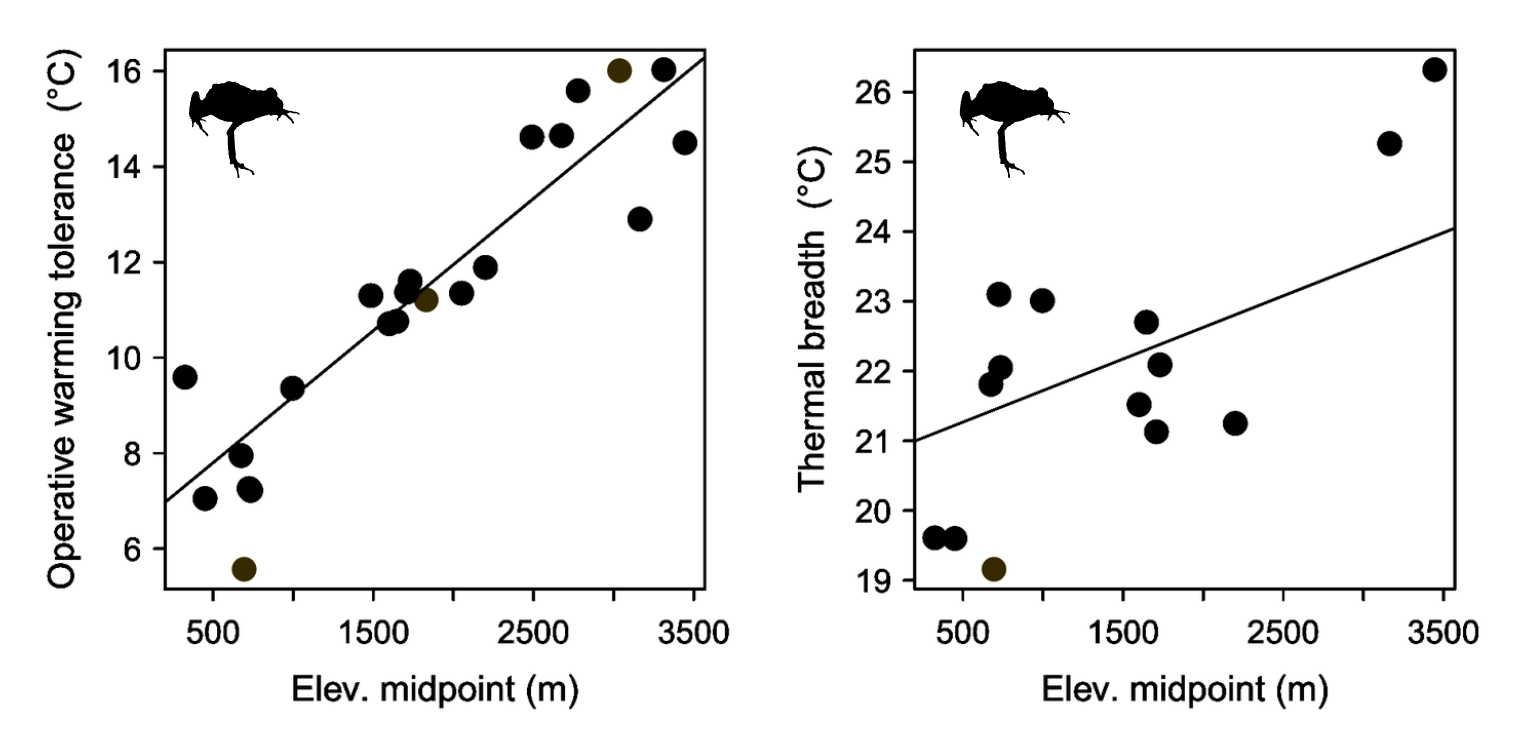 Operative warming tolerance (°C)
16
14
12
10
8
6
500 1500 2500 3500
Elev. midpoint (m)
Thermal breadth (°C)
26
25
24
23
22
21
20
19
500 1500 2500 3500
Elev. midpoint (m)